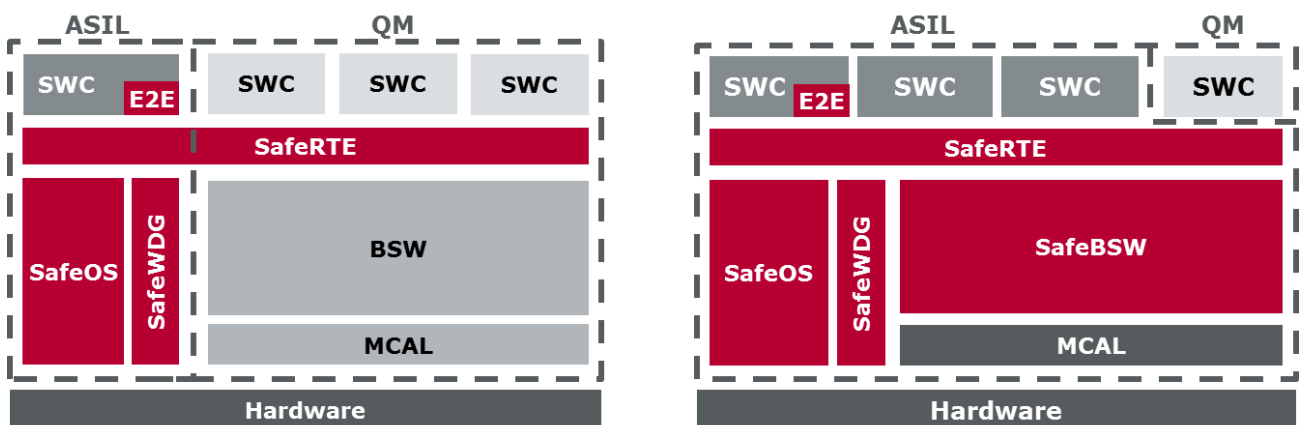 ASIL
QM
SWC
E2E
SWC
SWC
SWC
SafeRTE
SafeOS
SafeWDG
BSW
MCAL
Hardware
ASIL
QM
SWC
E2E
SWC
SWC
SWC
SafeRTE
SafeOS
SafeWDG
SafeBSW
MCAL
Hardware